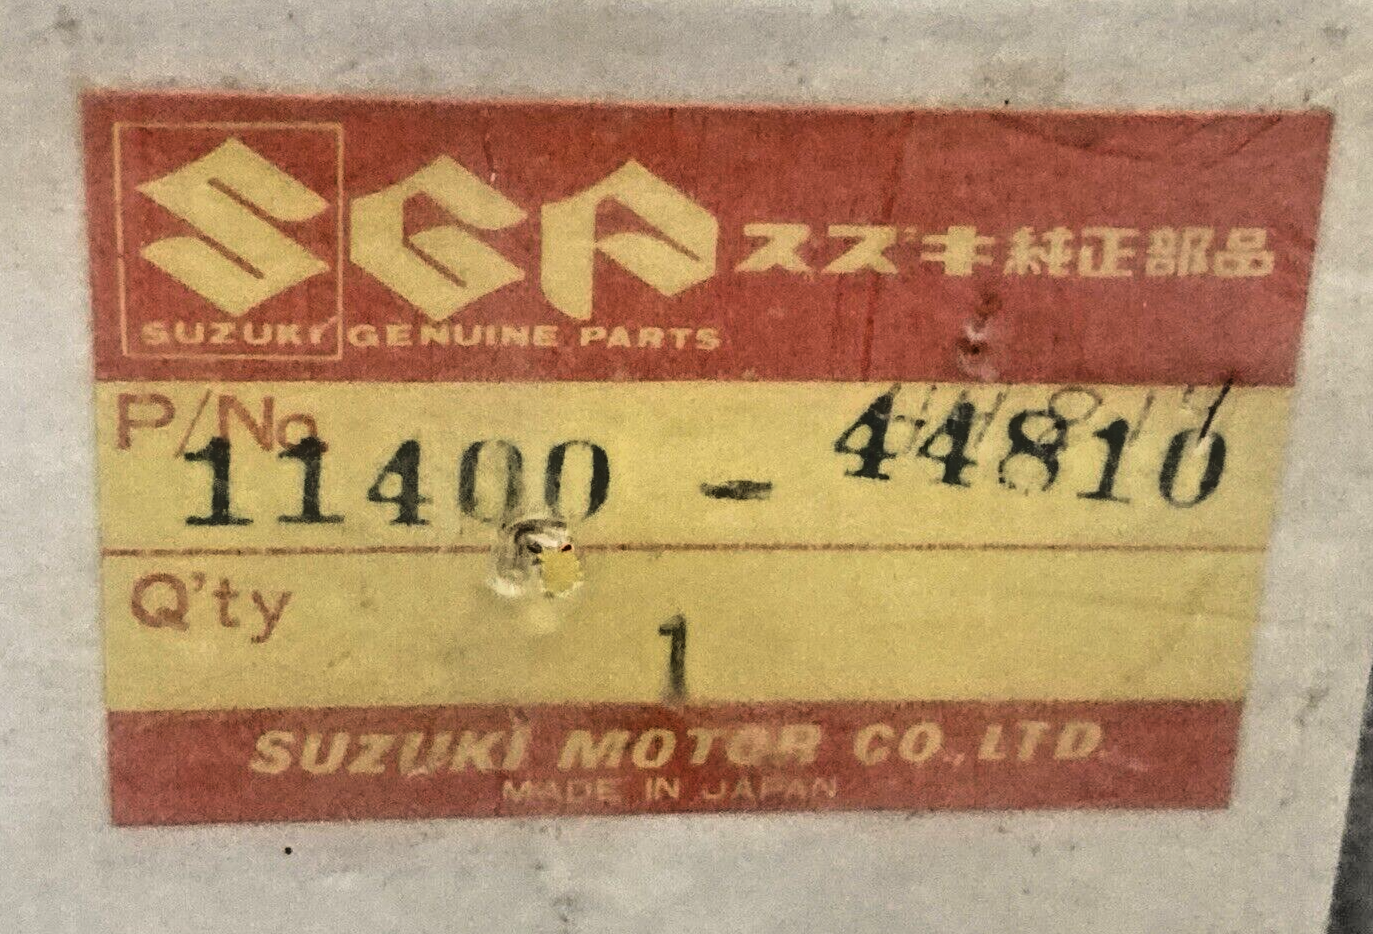 SGP スズキ純正部品
SUZUKI GENUINE PARTS
P/No.
11400 - 44810
Q'ty
1
SUZUKI MOTOR CO.,LTD.
MADE IN JAPAN